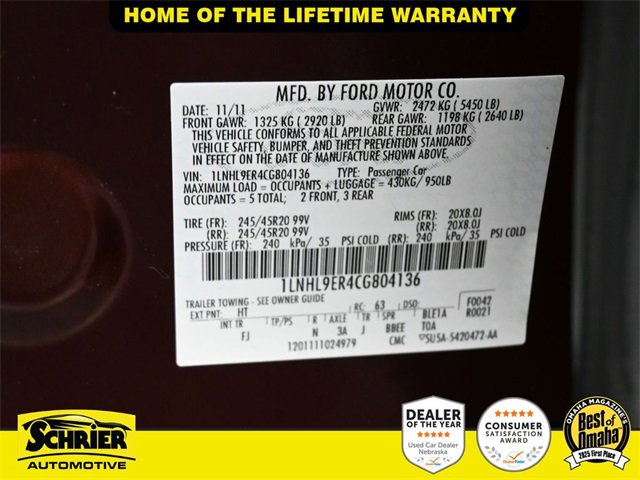 HOME OF THE LIFETIME WARRANTY
MFD. BY FORD MOTOR CO.
DATE: 11/11 GVWR: 2472 KG ( 5450 LB)
FRONT GAWR: 1325 KG ( 2920 LB) REAR GAWR: 1198 KG ( 2640 LB)
THIS VEHICLE CONFORMS TO ALL APPLICABLE FEDERAL MOTOR
VEHICLE SAFETY, BUMPER, AND THEFT PREVENTION STANDARDS
IN EFFECT ON THE DATE OF MANUFACTURE SHOWN ABOVE.
VIN: 1LNHL9ER4CG804136 TYPE: Passenger Car
MAXIMUM LOAD = OCCUPANTS + LUGGAGE = 430KG/ 950LB
OCCUPANTS = 5 TOTAL; 2 FRONT, 3 REAR
TIRE (FR): 245/45R20 99V RIMS (FR): 20X8.0J
(RR): 245/45R20 99V (RR): 20X8.0J
PRESSURE (FR): 240 kPa/ 35 PSI COLD (RR): 240 kPa/ 35 PSI COLD
1LNHL9ER4CG804136
TRAILER TOWING - SEE OWNER GUIDE
EXT PNT: HT RC: 63 DSO: F0042
R0021
INT TR TP/PS R AXLE TR SPR BLE1A
FJ N 3A J BBEE TOA
1201111024979 CMC SU5A-5420472-AA
SCHRIER
AUTOMOTIVE
DEALER
OF THE YEAR
Used Car Dealer
Nebraska
DealerRater
CONSUMER
SATISFACTION
AWARD
DealerRater
OMAHA MAGAZINE'S
Best of
Omaha
2025 First Place